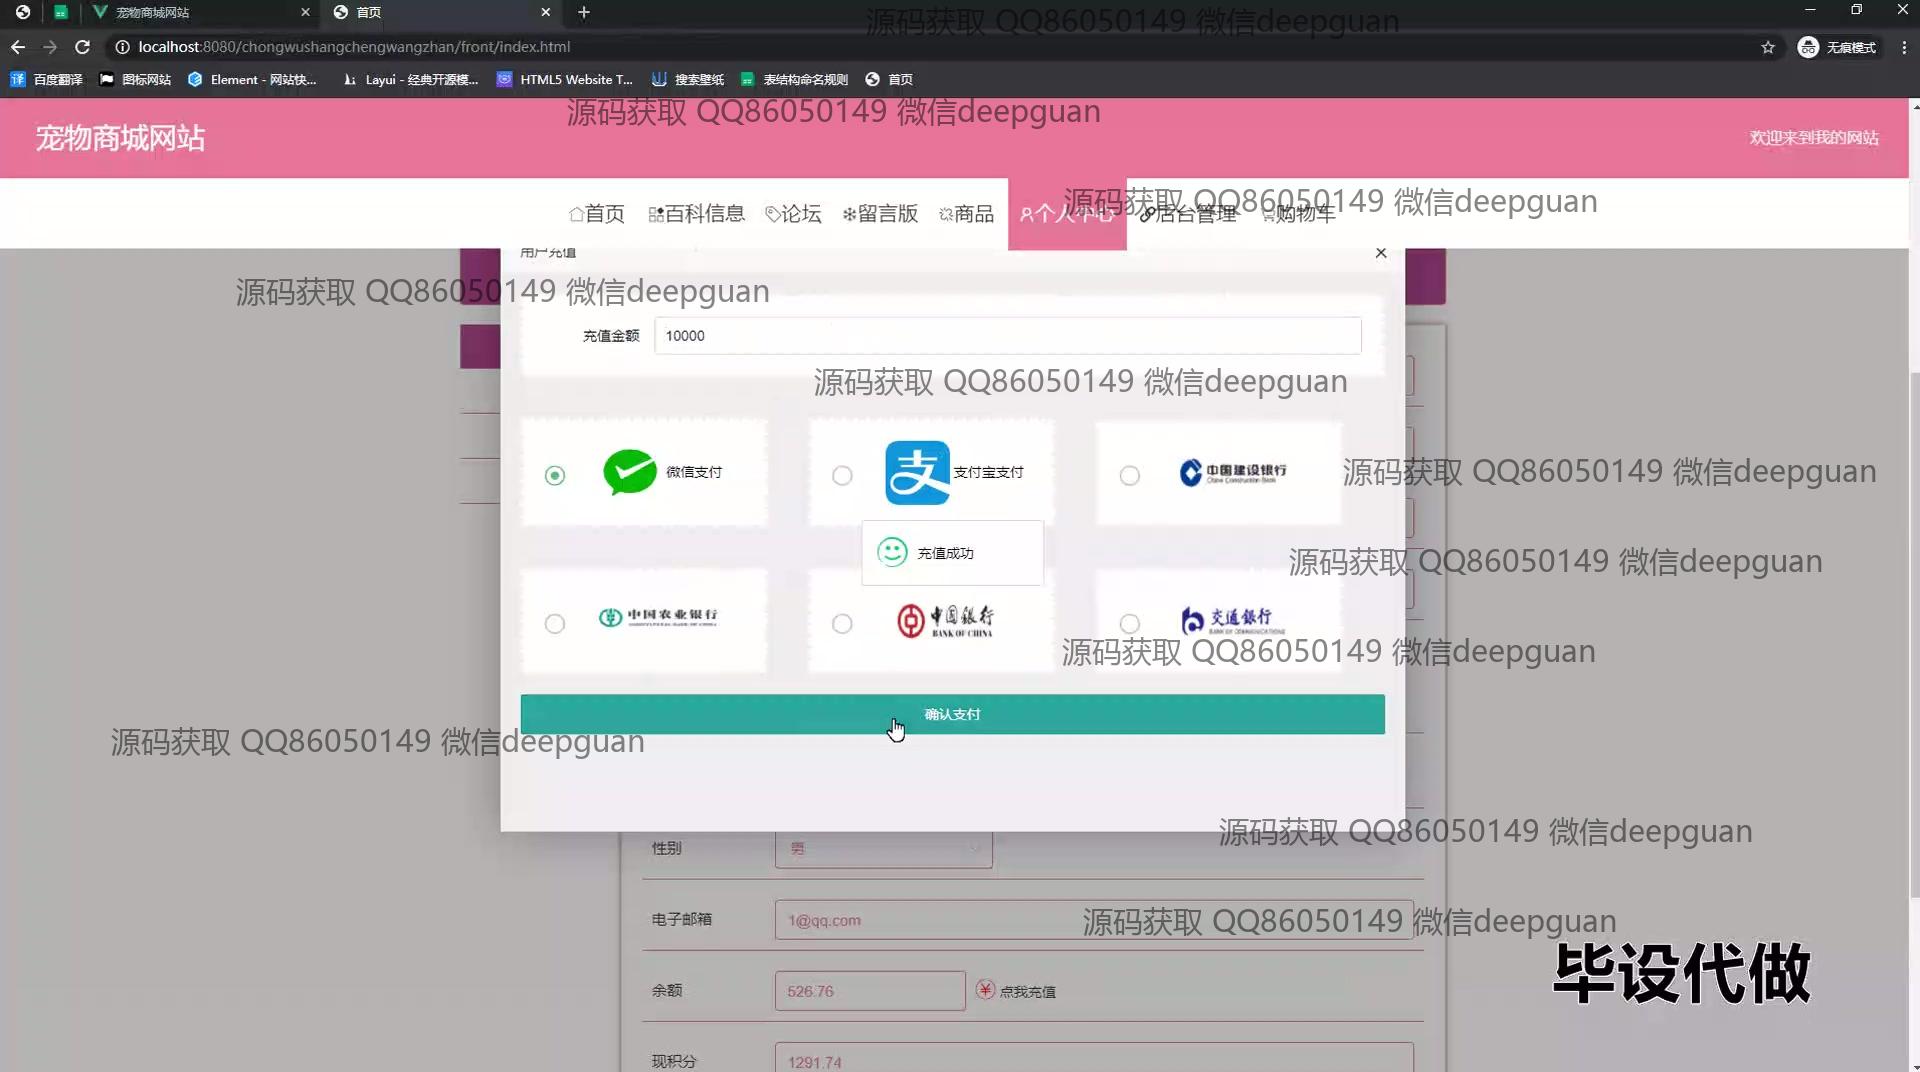 宠物商城网站
首页
localhost:8080/chongwushangchengwangzhan/front/index.html
无痕模式
百度翻译
图标网站
Element - 网站快...
Layui - 经典开源模...
HTML5 Website T...
搜索壁纸
表结构命名规则
首页
源码获取 QQ86050149 微信deepguan
源码获取 QQ86050149 微信deepguan
宠物商城网站
欢迎来到我的网站
首页
百科信息
论坛
留言版
商品
个人中心
后台管理
购物车
源码获取 QQ86050149 微信deepguan
用户充值
源码获取 QQ86050149 微信deepguan
充值金额
10000
源码获取 QQ86050149 微信deepguan
微信支付
支
支付宝支付
中国建设银行
China Construction Bank
源码获取 QQ86050149 微信deepguan
充值成功
源码获取 QQ86050149 微信deepguan
中国农业银行
AGRICULTURAL BANK OF CHINA
中国银行
BANK OF CHINA
交通银行
BANK OF COMMUNICATIONS
源码获取 QQ86050149 微信deepguan
确认支付
源码获取 QQ86050149 微信deepguan
源码获取 QQ86050149 微信deepguan
性别
男
电子邮箱
1@qq.com
源码获取 QQ86050149 微信deepguan
毕设代做
余额
526.76
点我充值
现积分
1291.74